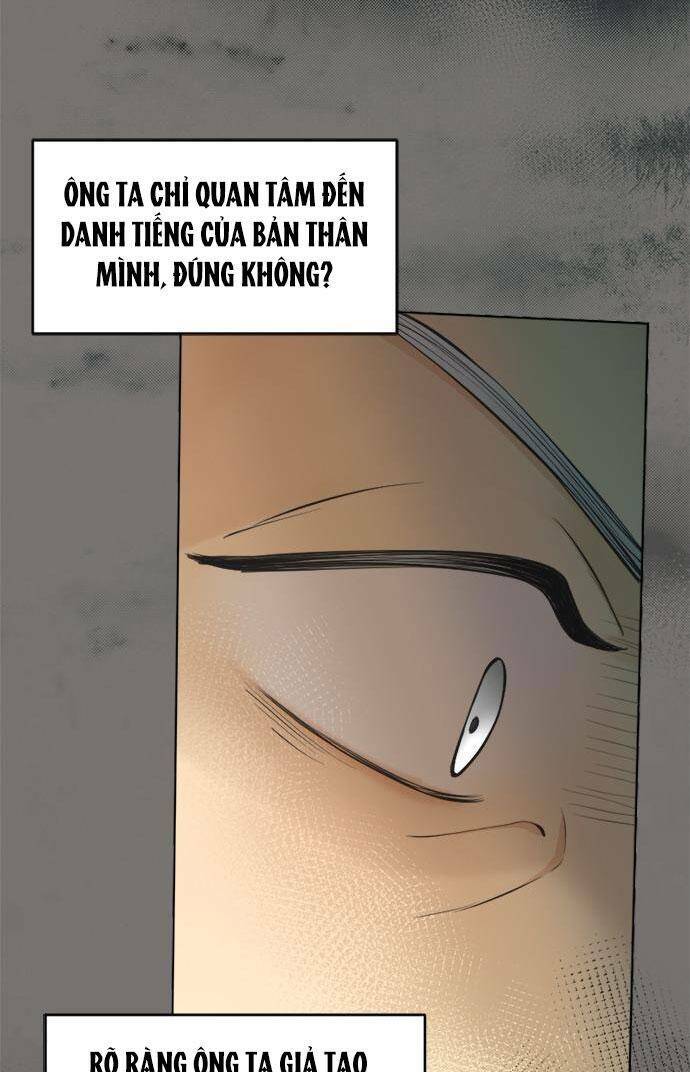 ÔNG TA CHỈ QUAN TÂM ĐẾN
DANH TIẾNG CỦA BẢN THÂN
MÌNH, ĐÚNG KHÔNG?
RÕ RÀNG ÔNG TA GIẢ TẠO